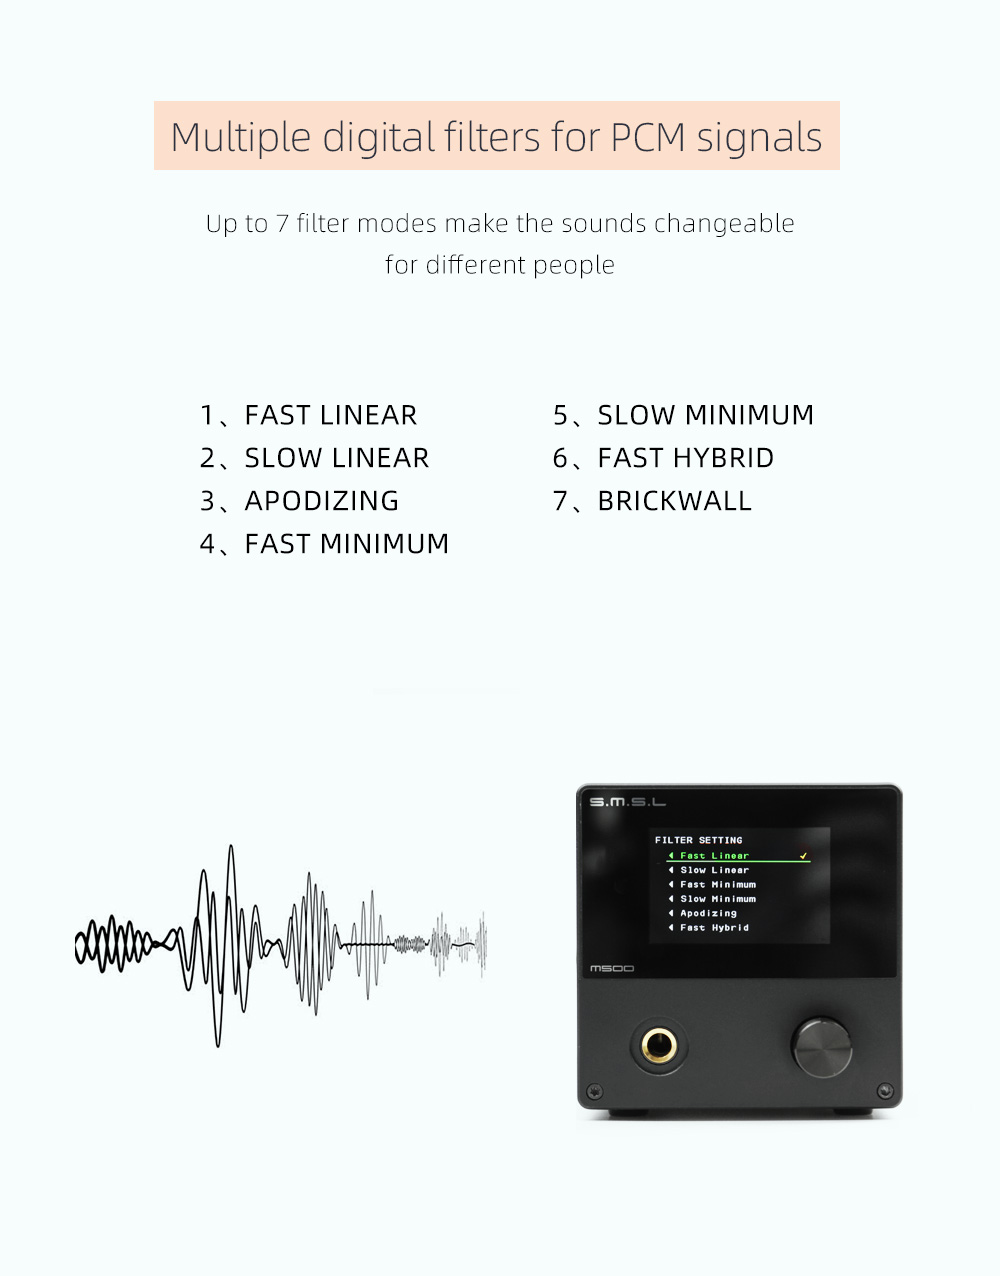 Multiple digital filters for PCM signals
Up to 7 filter modes make the sounds changeable
for different people
1、FAST LINEAR
2、SLOW LINEAR
3、APODIZING
4、FAST MINIMUM
5、SLOW MINIMUM
6、FAST HYBRID
7、BRICKWALL
S.M.S.L
FILTER SETTING
Fast Linear
Slow Linear
Fast Minimum
Slow Minimum
Apodizing
Fast Hybrid
M500